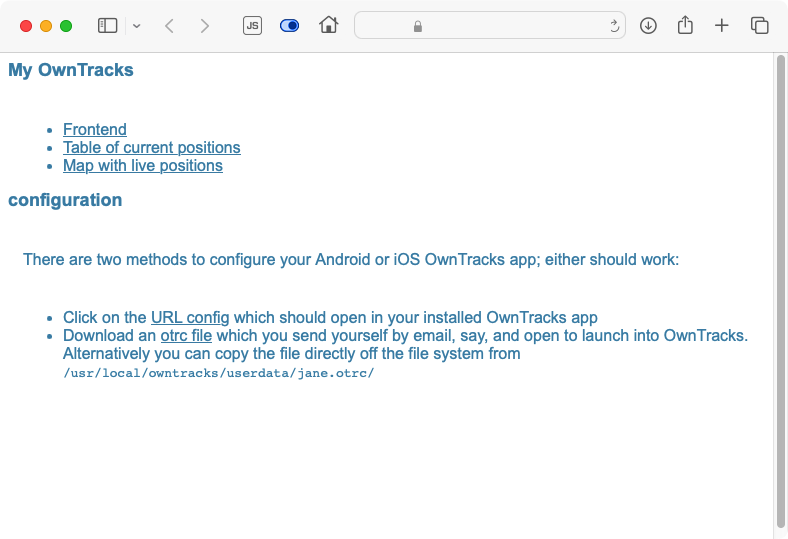 JS
My OwnTracks
Frontend
Table of current positions
Map with live positions
configuration
There are two methods to configure your Android or iOS OwnTracks app; either should work:
Click on the URL config which should open in your installed OwnTracks app
Download an otrc file which you send yourself by email, say, and open to launch into OwnTracks.
Alternatively you can copy the file directly off the file system from
/usr/local/owntracks/userdata/jane.otrc/